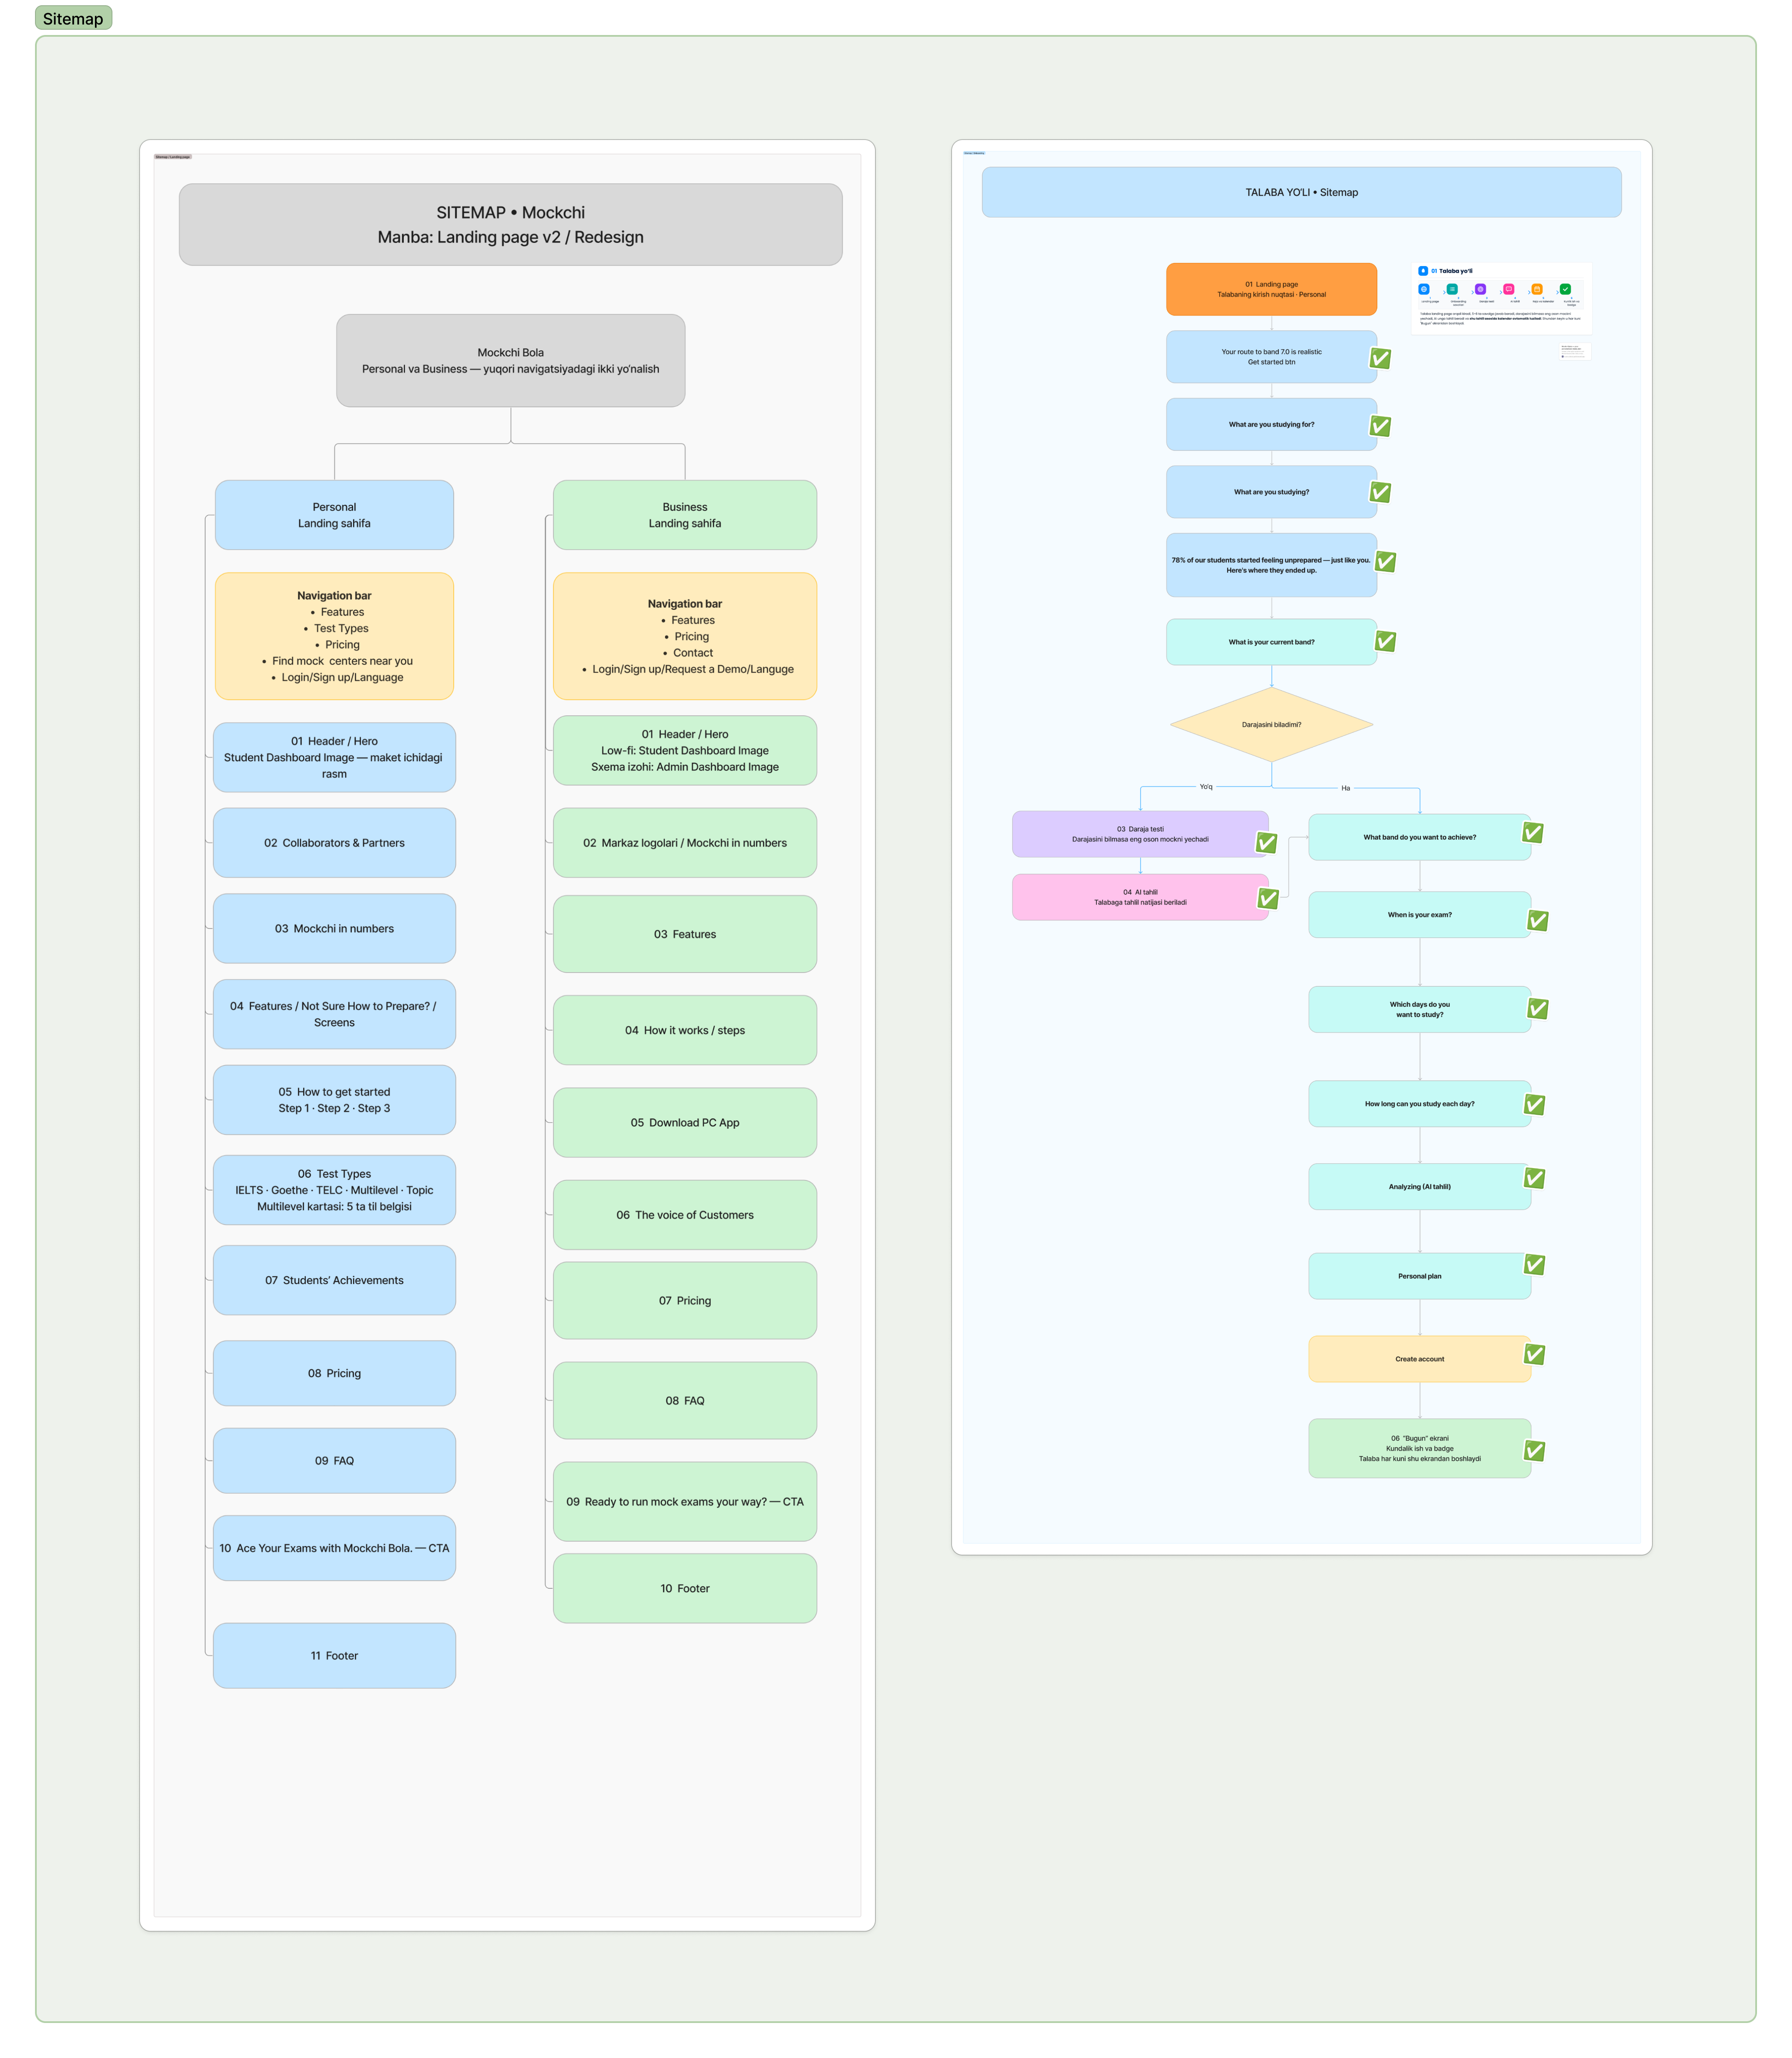 Sitemap
Sitemap / Landing page
SITEMAP • Mockchi
Manba: Landing page v2 / Redesign
Mockchi Bola
Personal va Business — yuqori navigatsiyadagi ikki yo‘nalish
Personal
Landing sahifa
Navigation bar
• Features
• Test Types
• Pricing
• Find mock centers near you
• Login/Sign up/Language
01 Header / Hero
Student Dashboard Image — maket ichidagi
rasm
02 Collaborators & Partners
03 Mockchi in numbers
04 Features / Not Sure How to Prepare? /
Screens
05 How to get started
Step 1 · Step 2 · Step 3
06 Test Types
IELTS · Goethe · TELC · Multilevel · Topic
Multilevel kartasi: 5 ta til belgisi
07 Students’ Achievements
08 Pricing
09 FAQ
10 Ace Your Exams with Mockchi Bola. — CTA
11 Footer
Business
Landing sahifa
Navigation bar
• Features
• Pricing
• Contact
• Login/Sign up/Request a Demo/Languge
01 Header / Hero
Low-fi: Student Dashboard Image
Sxema izohi: Admin Dashboard Image
02 Markaz logolari / Mockchi in numbers
03 Features
04 How it works / steps
05 Download PC App
06 The voice of Customers
07 Pricing
08 FAQ
09 Ready to run mock exams your way? — CTA
10 Footer
TALABA YO‘LI • Sitemap
01 Landing page
Talabaning kirish nuqtasi · Personal
01 Talaba yo‘li
Your route to band 7.0 is realistic
Get started btn
What are you studying for?
What are you studying?
78% of our students started feeling unprepared — just like you.
Here's where they ended up.
What is your current band?
Darajasini biladimi?
Yo‘q
Ha
03 Daraja testi
Darajasini bilmasa eng oson mockni yechadi
04 AI tahlil
Talabaga tahlil natijasi beriladi
What band do you want to achieve?
When is your exam?
Which days do you
want to study?
How long can you study each day?
Analyzing (AI tahlil)
Personal plan
Create account
06 “Bugun” ekrani
Kundalik ish va badge
Talaba har kuni shu ekrandan boshlaydi